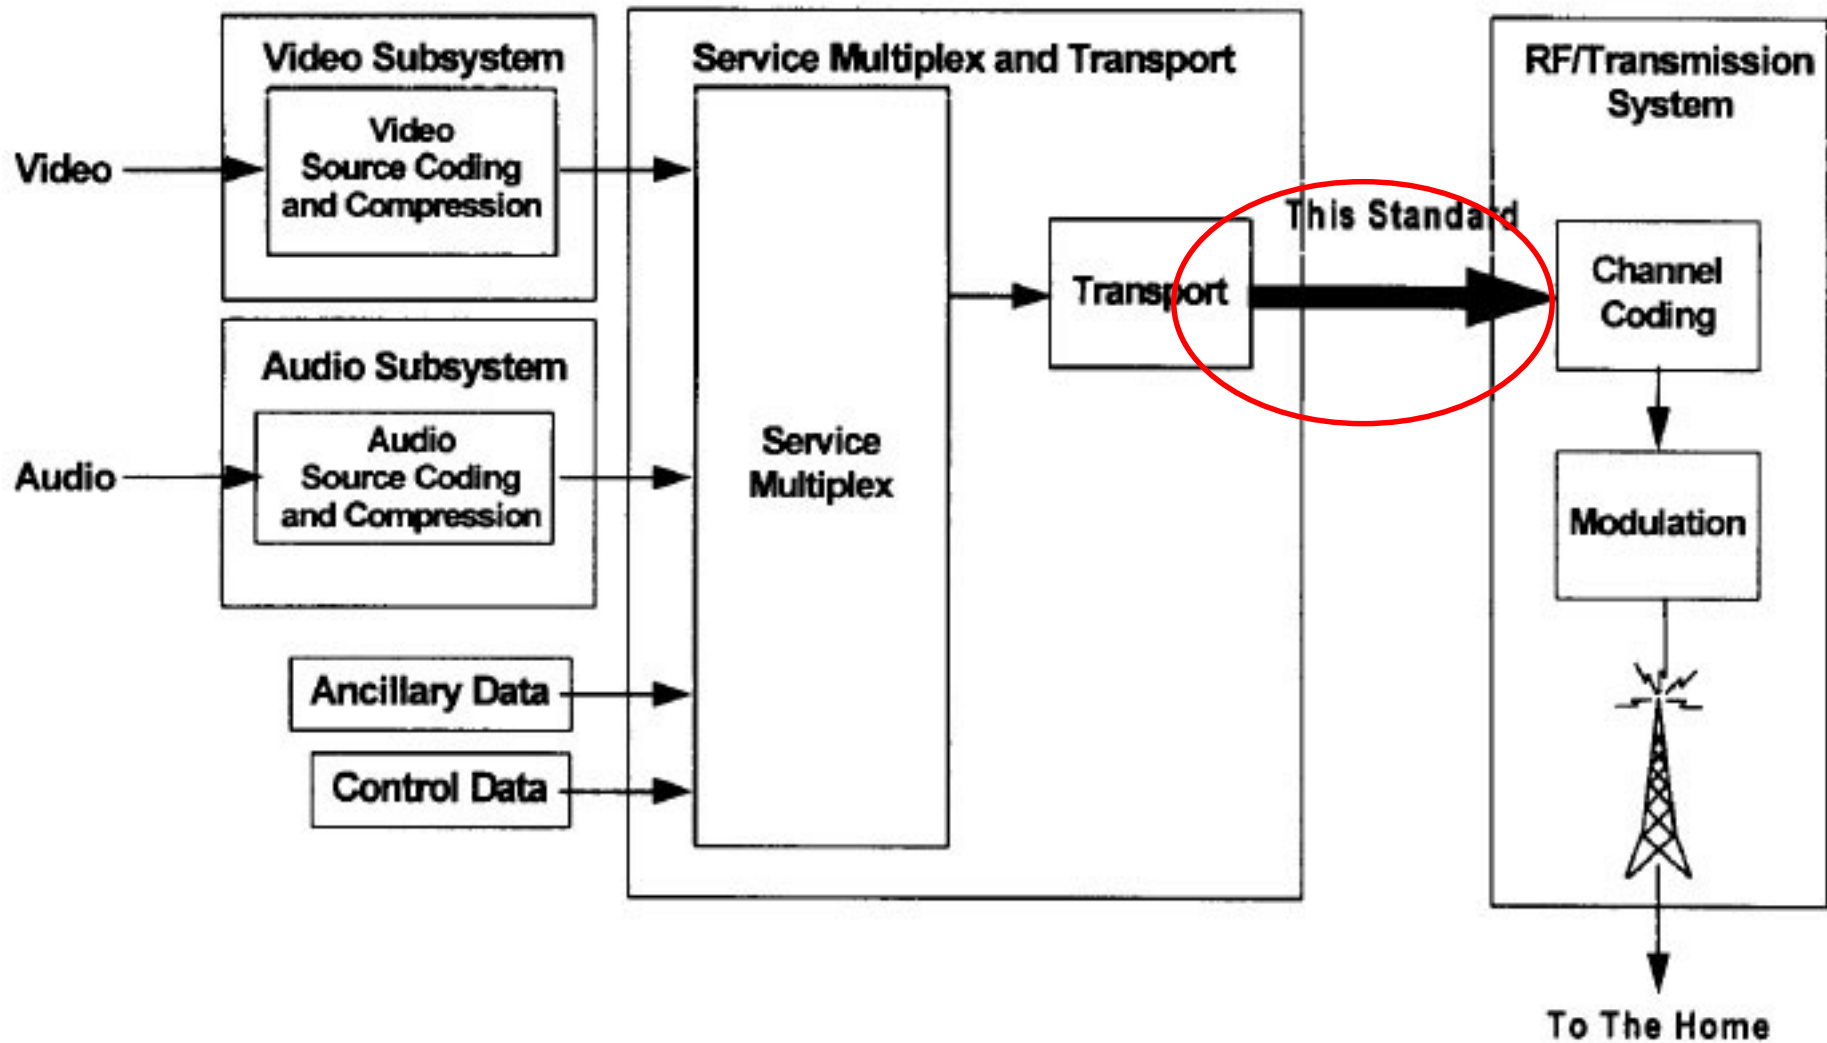 Video Subsystem
Video
Source Coding
and Compression
Video
Audio Subsystem
Audio
Source Coding
and Compression
Audio
Ancillary Data
Control Data
Service Multiplex and Transport
Service
Multiplex
Transport
This Standard
RF/Transmission
System
Channel
Coding
Modulation
To The Home